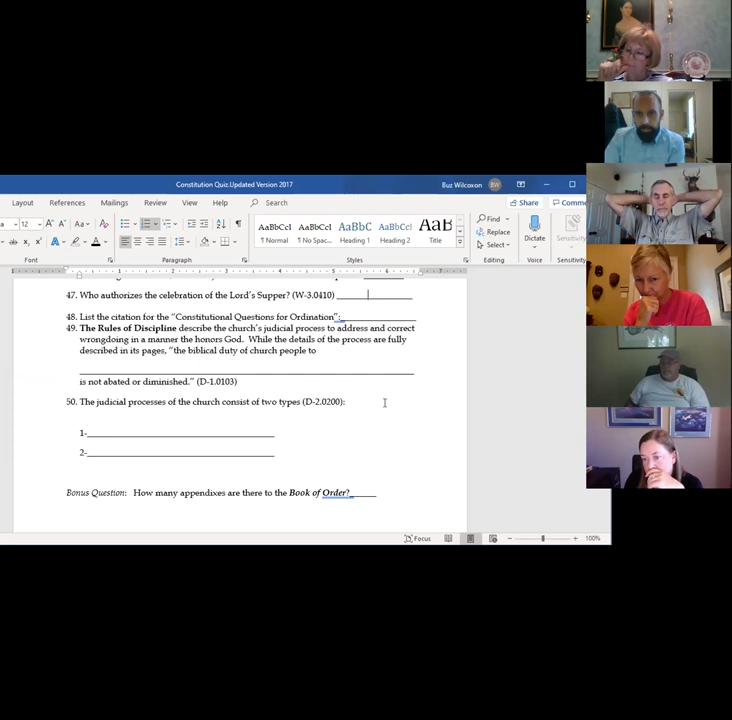 Constitution Quiz.Updated Version 2017
Buz Wilcoxon BW
Layout References Mailings Review View Help Search Share Comme
12 Aa
Font Paragraph Styles Editing Voice Sensitivity
AaBbCcI AaBbCcI AaBbC AaBbCcI AaB
¶ Normal ¶ No Spac... Heading 1 Heading 2 Title
Find
Replace
Select
Dictate
Sensitivity
47. Who authorizes the celebration of the Lord's Supper? (W-3.0410)
48. List the citation for the "Constitutional Questions for Ordination":
49. The Rules of Discipline describe the church's judicial process to address and correct
wrongdoing in a manner the honors God. While the details of the process are fully
described in its pages, "the biblical duty of church people to
is not abated or diminished." (D-1.0103)
50. The judicial processes of the church consist of two types (D-2.0200):
1-
2-
Bonus Question: How many appendixes are there to the Book of Order?
Focus 100%